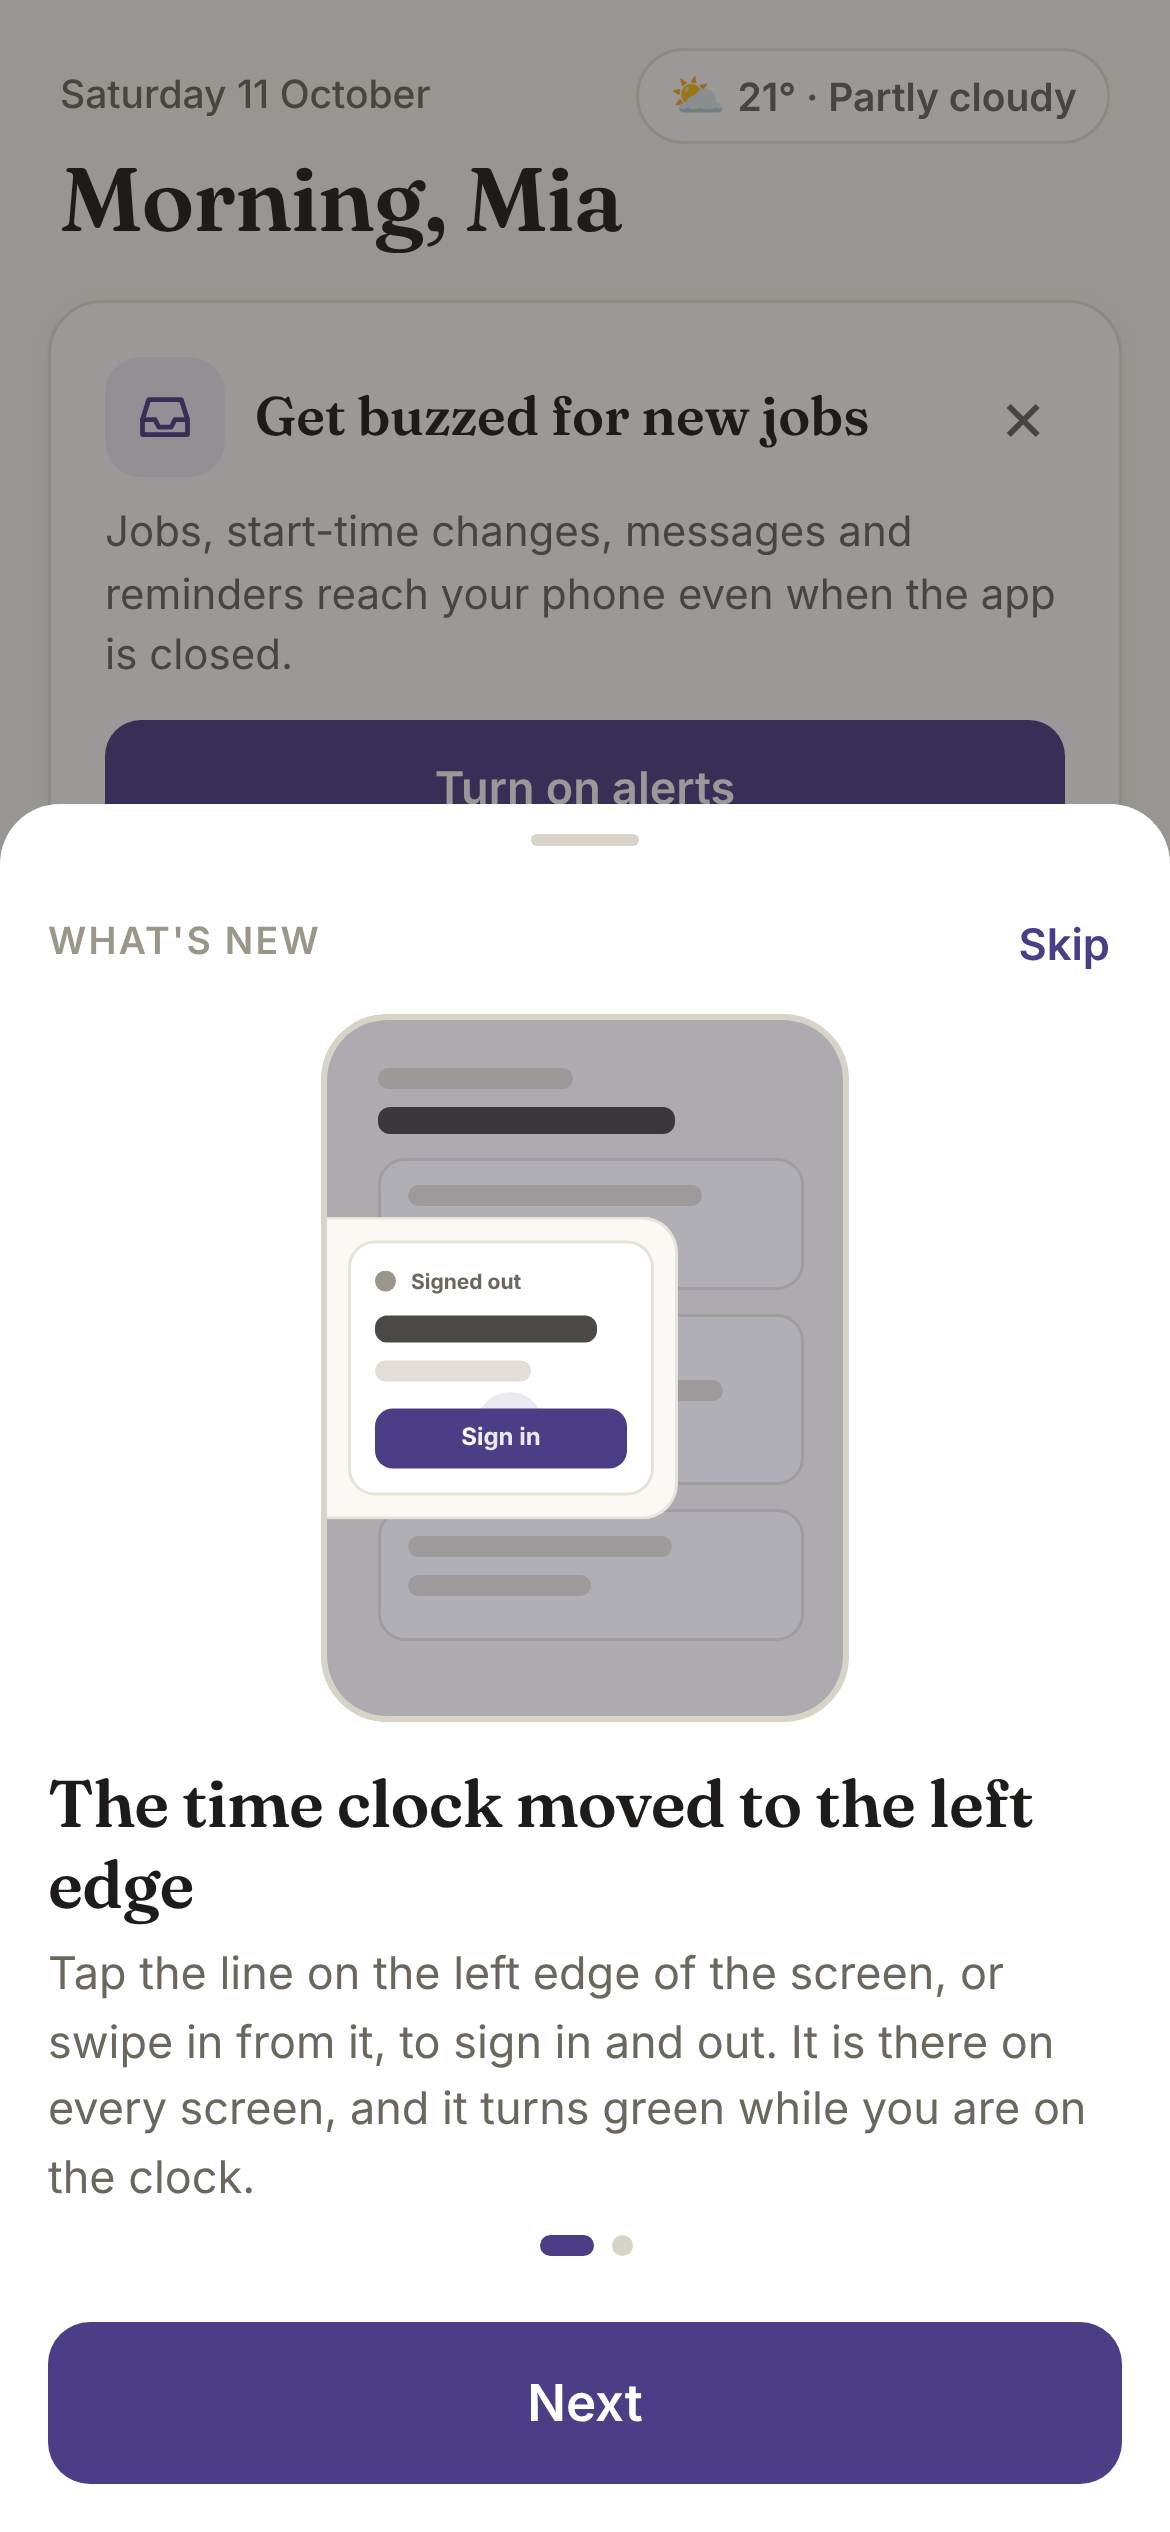 Saturday 11 October
21° · Partly cloudy
Morning, Mia
Get buzzed for new jobs
Jobs, start-time changes, messages and
reminders reach your phone even when the app
is closed.
Turn on alerts
WHAT'S NEW
Skip
Signed out
Sign in
The time clock moved to the left
edge
Tap the line on the left edge of the screen, or
swipe in from it, to sign in and out. It is there on
every screen, and it turns green while you are on
the clock.
Next